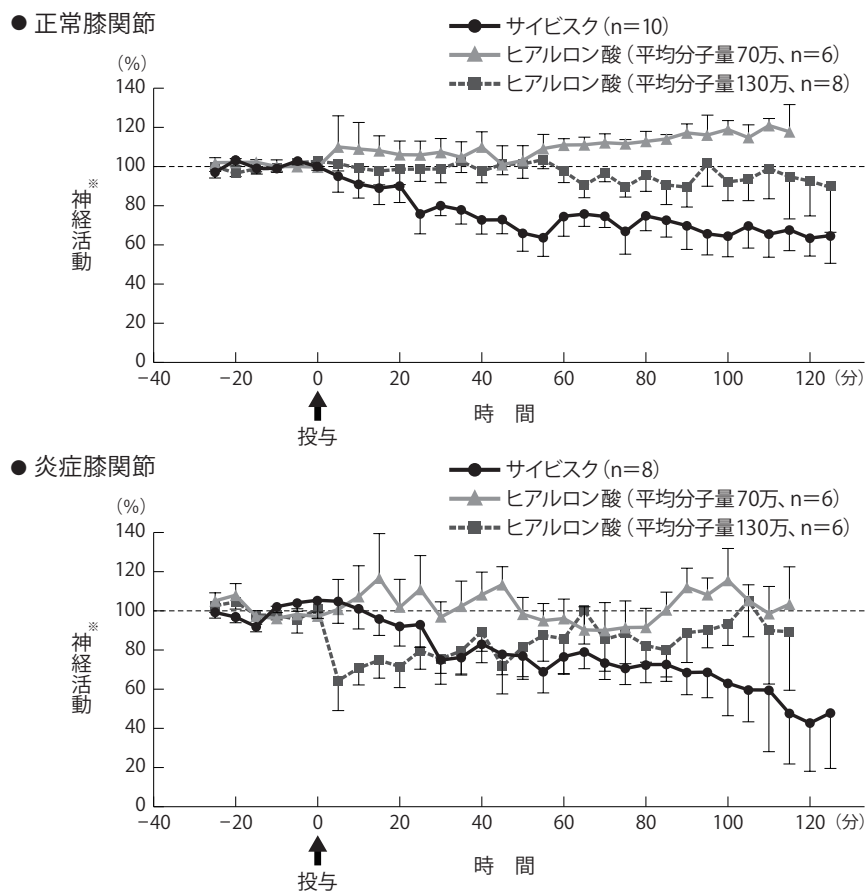 ● 正常膝関節
サイビスク（n＝10）
ヒアルロン酸（平均分子量70万、n＝6）
ヒアルロン酸（平均分子量130万、n＝8）
（%）
140
120
100
80
60
40
20
0
神経活動※
−40 −20 0 20 40 60 80 100 120（分）
投与
時　間
● 炎症膝関節
サイビスク（n＝8）
ヒアルロン酸（平均分子量70万、n＝6）
ヒアルロン酸（平均分子量130万、n＝6）
（%）
140
120
100
80
60
40
20
0
神経活動※
−40 −20 0 20 40 60 80 100 120（分）
投与
時　間